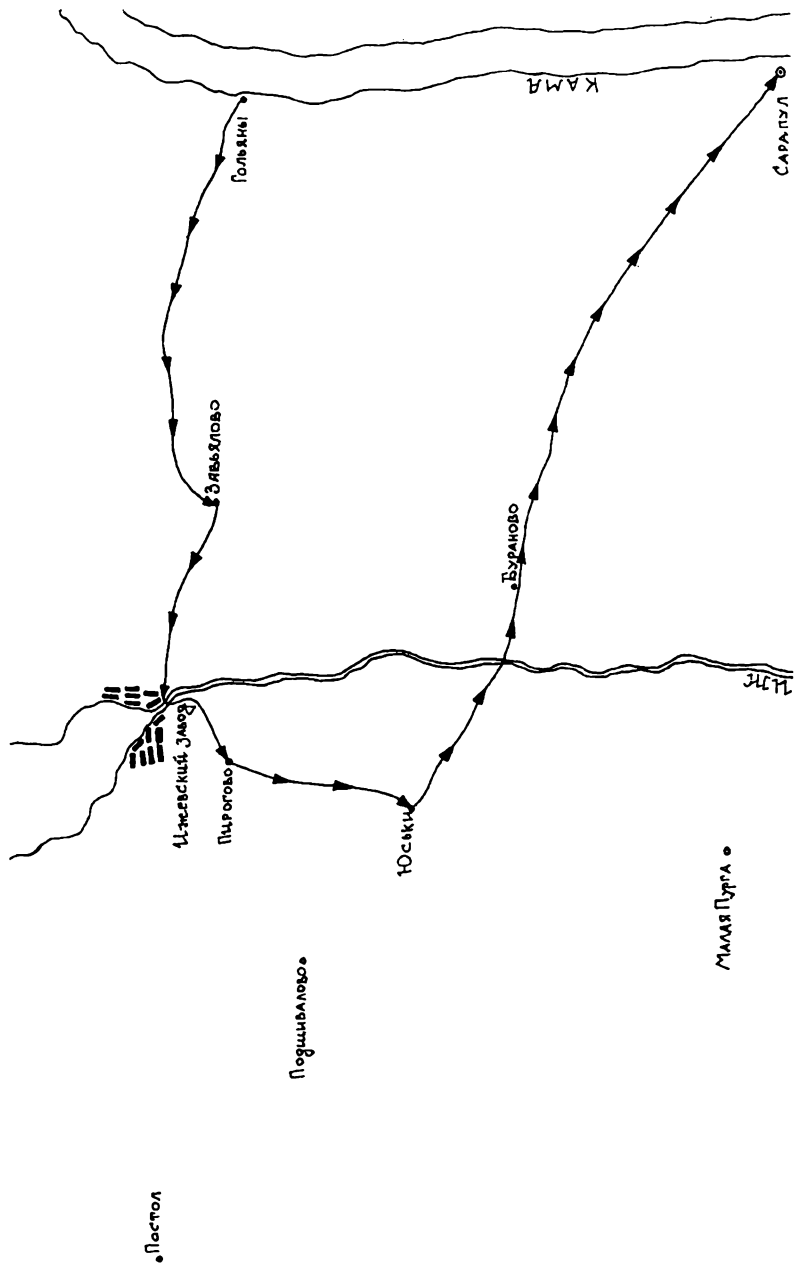 КАМА
Гольяны
Сарапул
Завьялово
Бураново
Ижевский завод
Пирогово
Юськи
Иж
Малая Пурга
Подшивалово
Постол